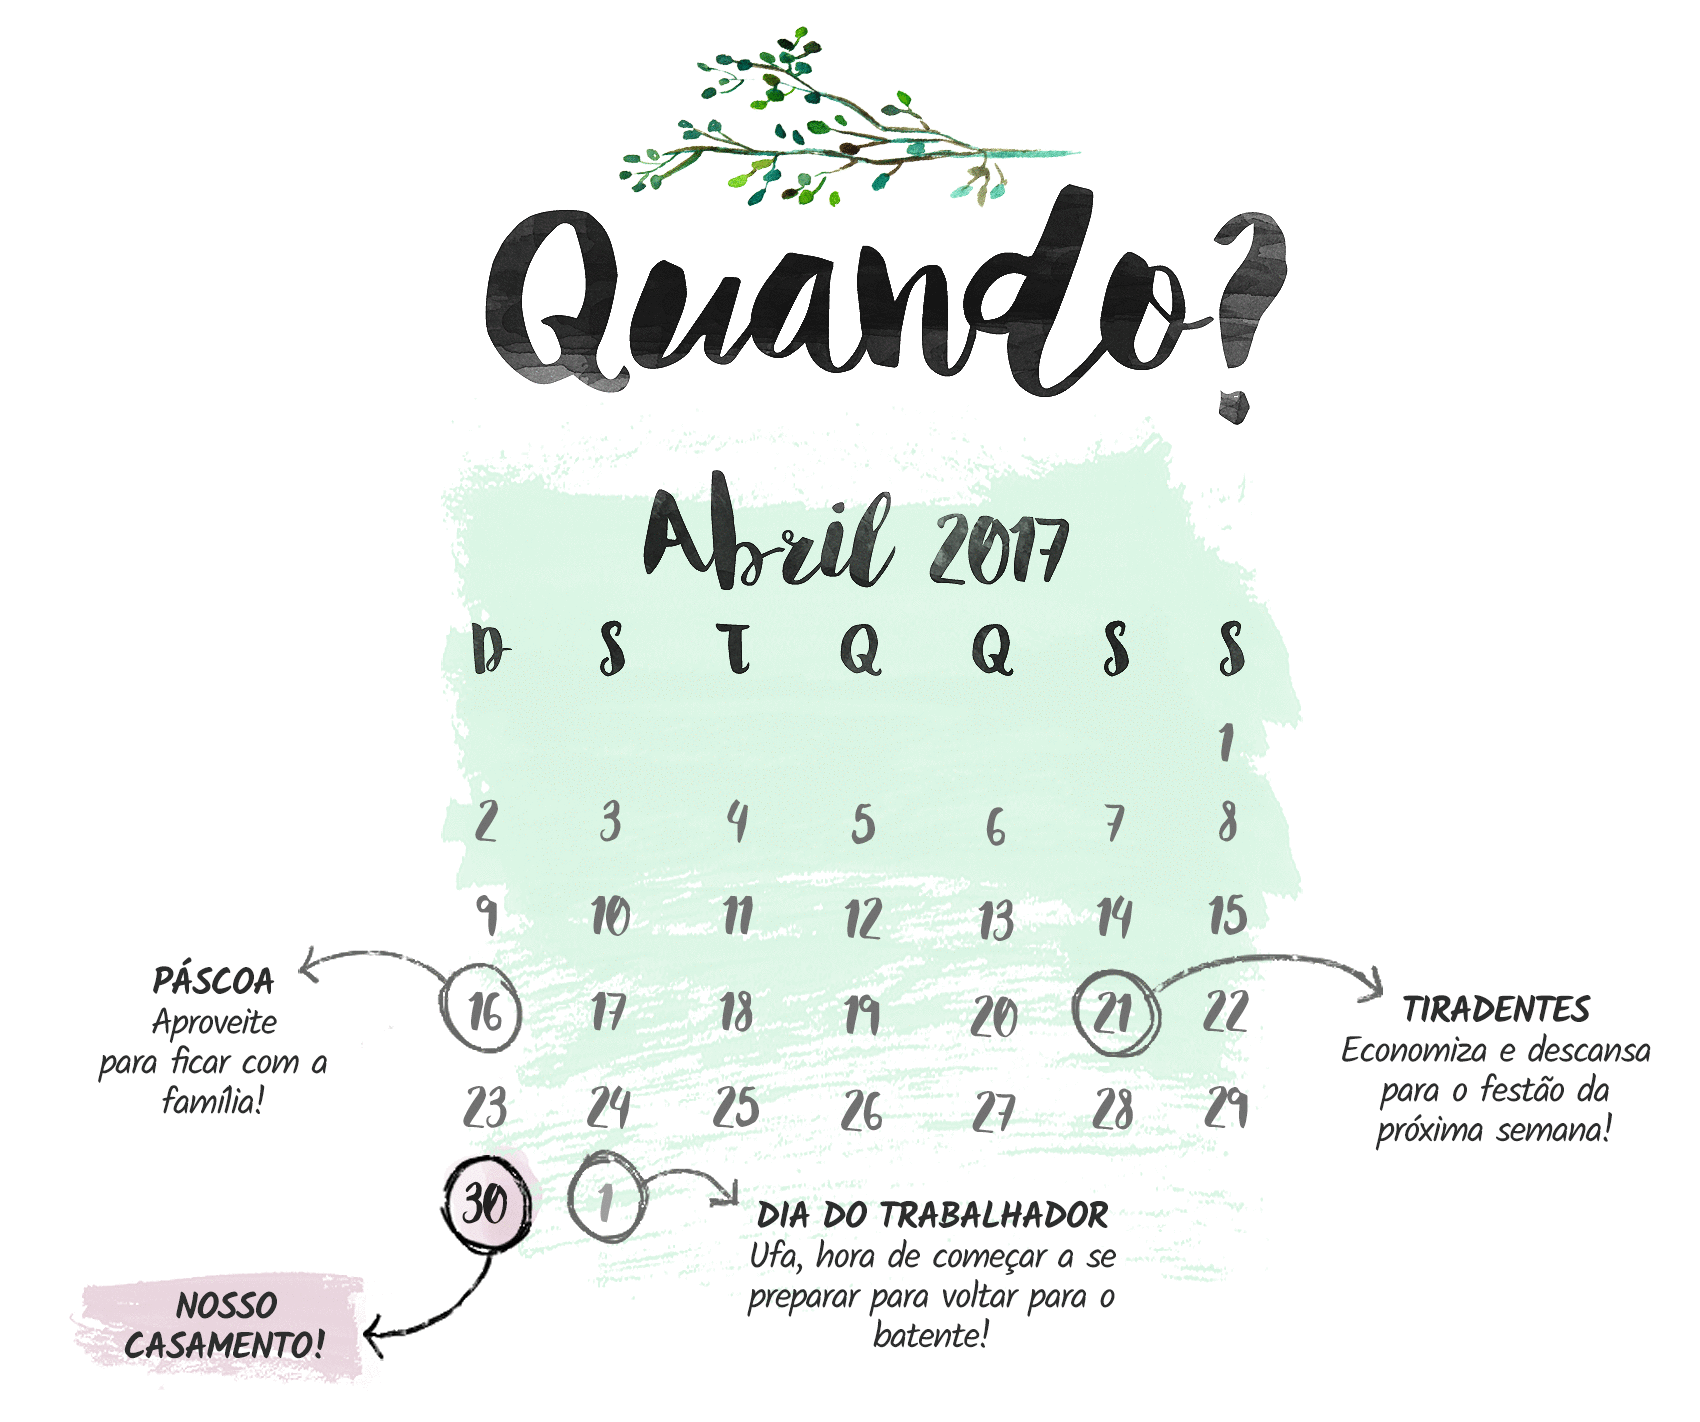 Quando?
Abril 2017
D S T Q Q S S
1
2 3 4 5 6 7 8
9 10 11 12 13 14 15
16 17 18 19 20 21 22
23 24 25 26 27 28 29
30 1
PÁSCOA
Aproveite
para ficar com a
família!
TIRADENTES
Economiza e descansa
para o festão da
próxima semana!
DIA DO TRABALHADOR
Ufa, hora de começar a se
preparar para voltar para o
batente!
NOSSO
CASAMENTO!